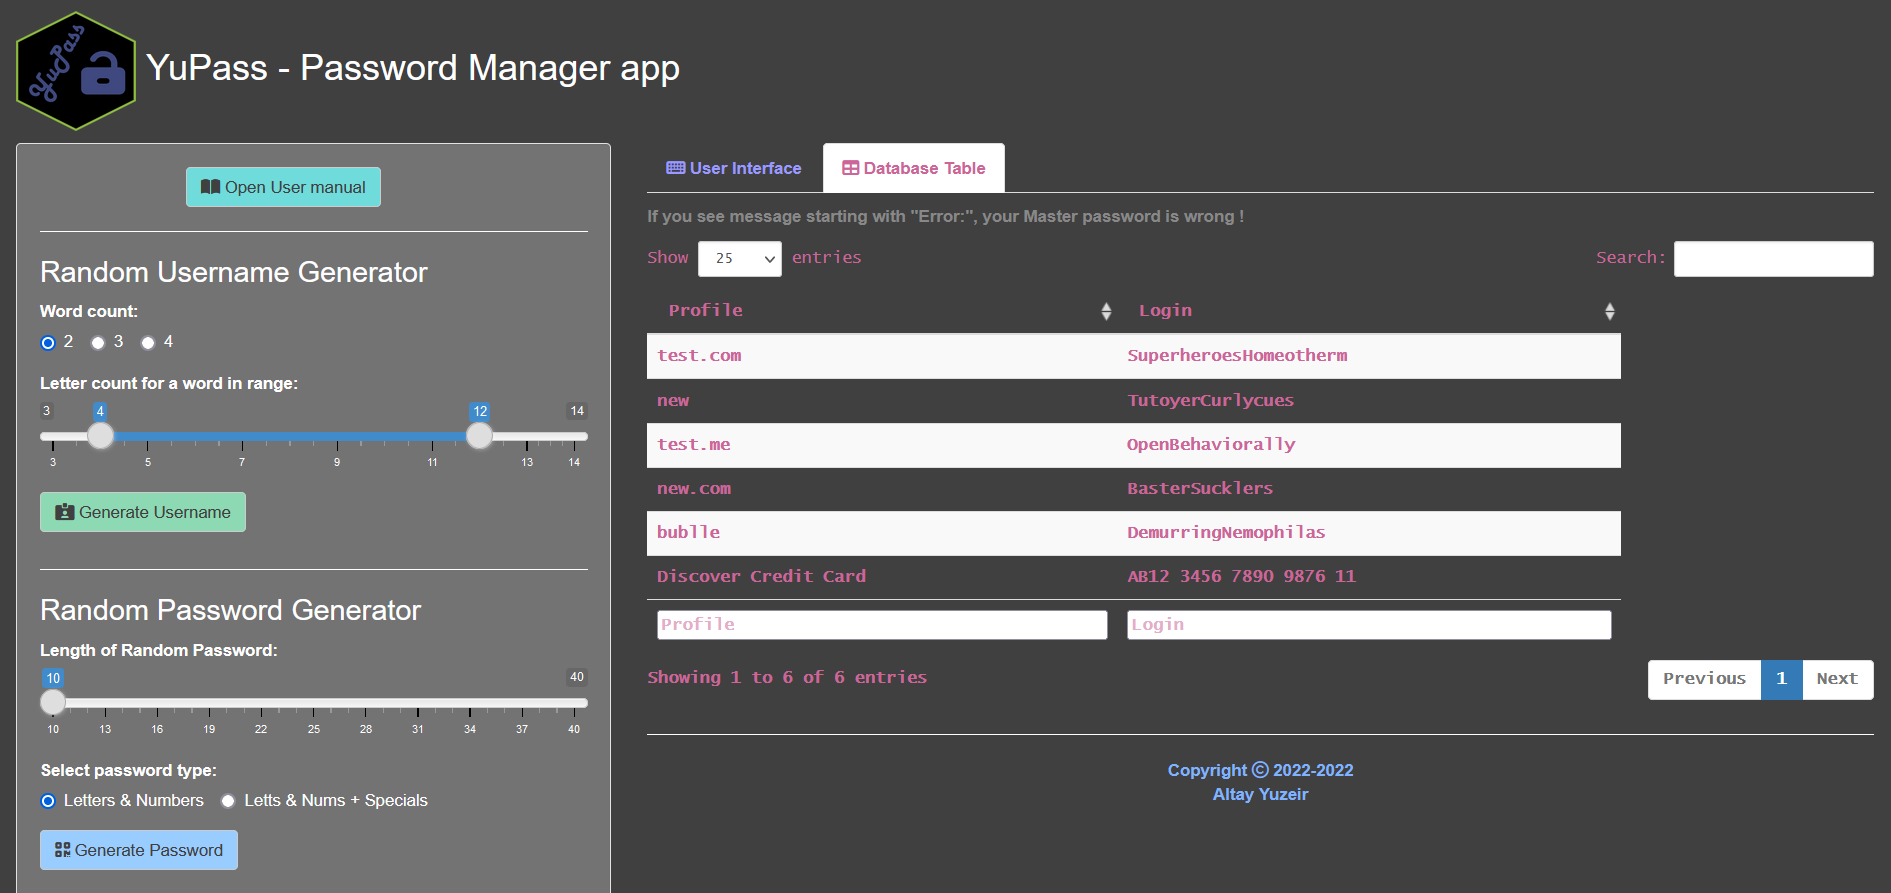 YuPass
YuPass - Password Manager app
Open User manual
Random Username Generator
Word count:
2 3 4
Letter count for a word in range:
3 4 12 14
3 5 7 9 11 13 14
Generate Username
Random Password Generator
Length of Random Password:
10 40
10 13 16 19 22 25 28 31 34 37 40
Select password type:
Letters & Numbers Letts & Nums + Specials
Generate Password
User Interface Database Table
If you see message starting with "Error:", your Master password is wrong !
Show 25 entries Search:
Profile Login
test.com SuperheroesHomeotherm
new TutoyerCurlycues
test.me OpenBehaviorally
new.com BasterSucklers
bublle DemurringNemophilas
Discover Credit Card AB12 3456 7890 9876 11
Profile Login
Showing 1 to 6 of 6 entries Previous 1 Next
Copyright © 2022-2022
Altay Yuzeir